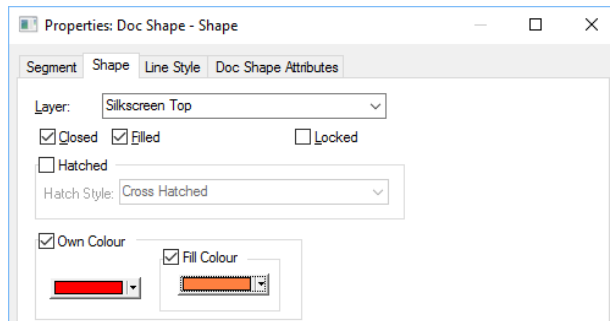 Properties: Doc Shape - Shape
Segment Shape Line Style Doc Shape Attributes
Layer: Silkscreen Top
Closed Filled Locked
Hatched
Hatch Style: Cross Hatched
Own Colour
Fill Colour